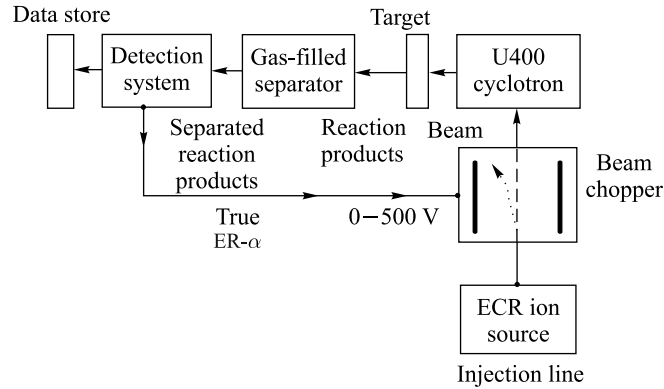 Data store
Detection
system
Gas-filled
separator
Target
U400
cyclotron
Separated
reaction
products
Reaction
products
Beam
Beam
chopper
True
ER-α
0–500 V
ECR ion
source
Injection line